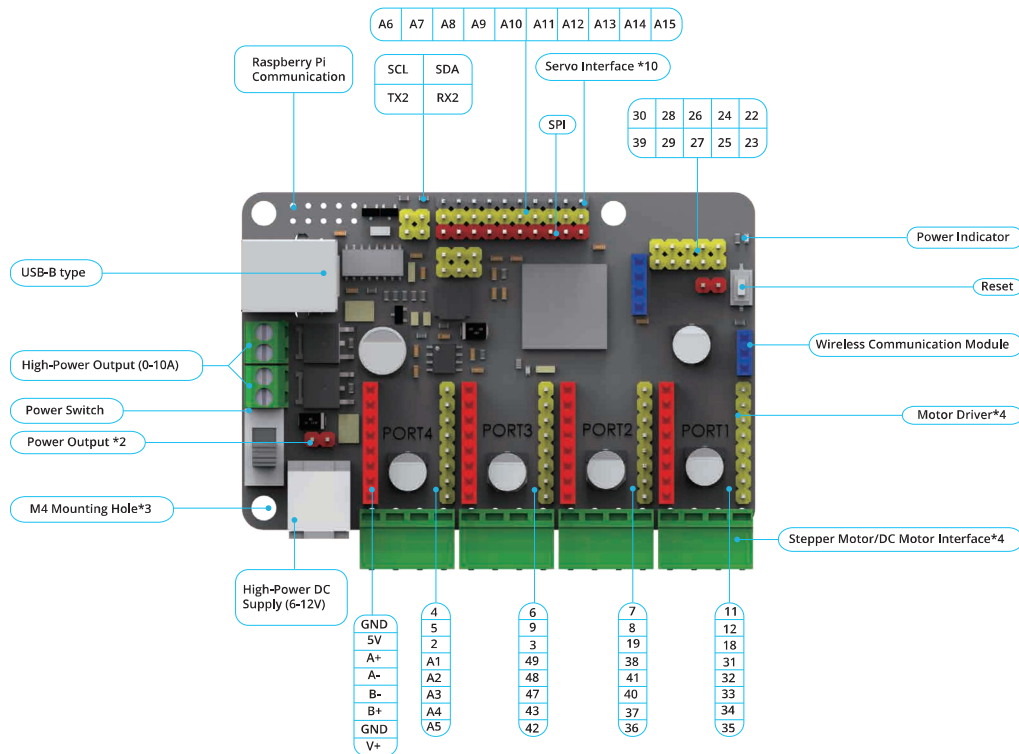 A6 A7 A8 A9 A10 A11 A12 A13 A14 A15
Raspberry Pi
Communication
SCL SDA
TX2 RX2
Servo Interface *10
SPI
30 28 26 24 22
39 29 27 25 23
Power Indicator
USB-B type
Reset
Wireless Communication Module
High-Power Output (0-10A)
Power Switch
Motor Driver*4
Power Output *2
PORT4
PORT3
PORT2
PORT1
M4 Mounting Hole*3
Stepper Motor/DC Motor Interface*4
High-Power DC
Supply (6-12V)
GND
5V
A+
A-
B-
B+
GND
V+
4
5
2
A1
A2
A3
A4
A5
6
9
3
49
48
47
43
42
7
8
19
38
41
40
37
36
11
12
18
31
32
33
34
35